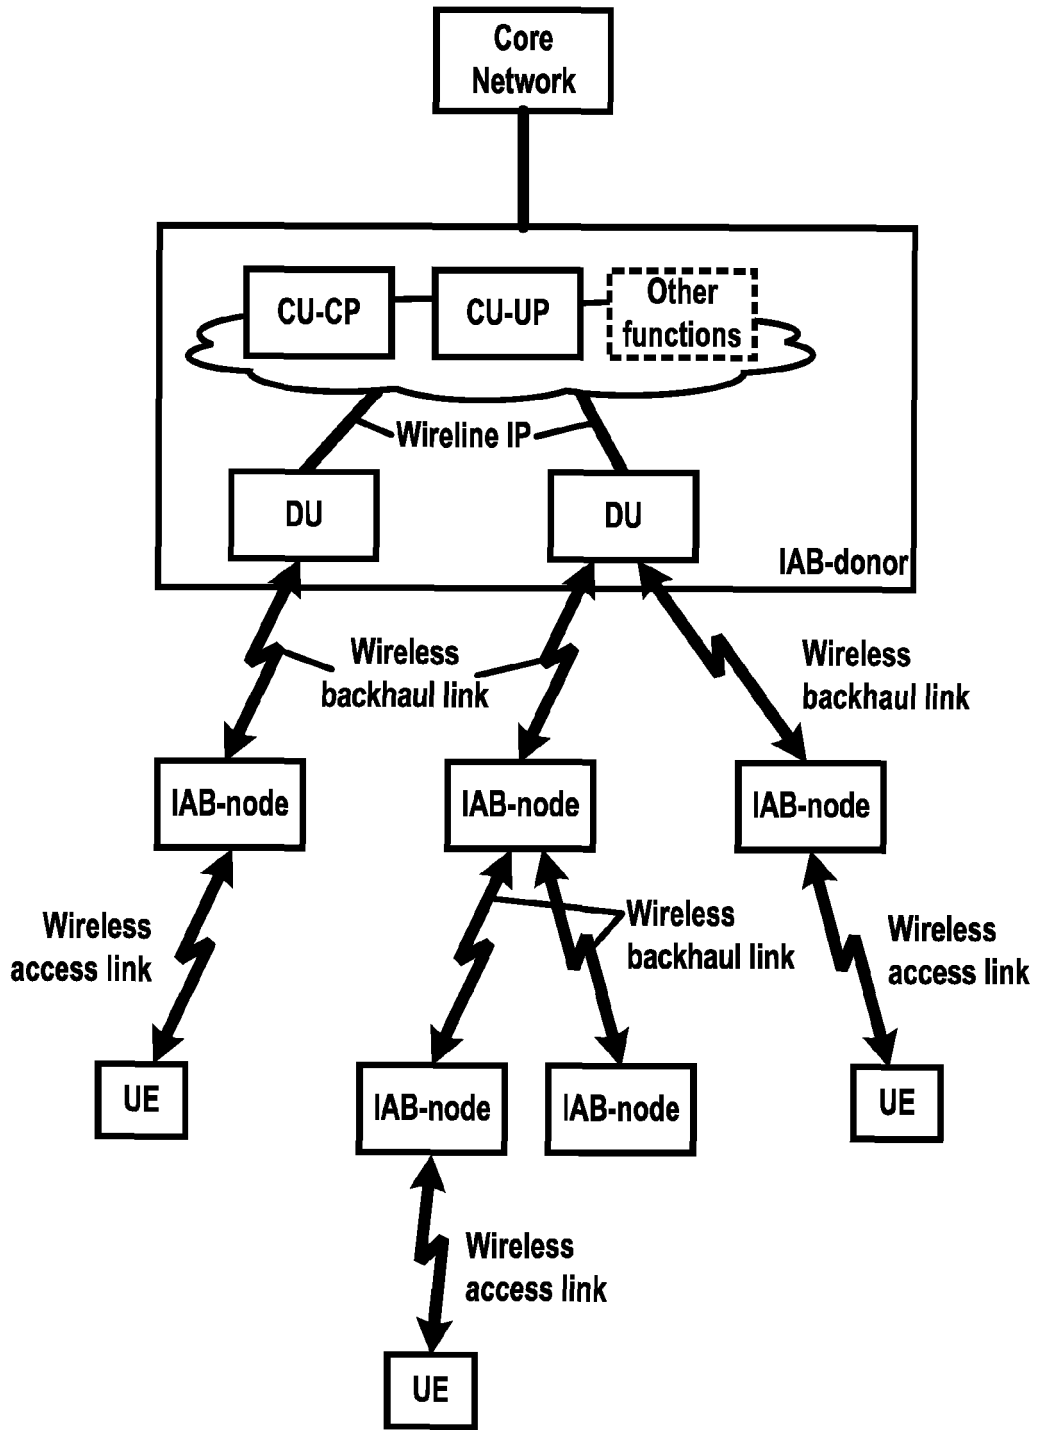 Core
Network
CU-CP
CU-UP
Other
functions
Wireline IP
DU
DU
IAB-donor
Wireless
backhaul link
Wireless
backhaul link
IAB-node
IAB-node
IAB-node
Wireless
access link
Wireless
backhaul link
Wireless
access link
UE
IAB-node
IAB-node
UE
Wireless
access link
UE